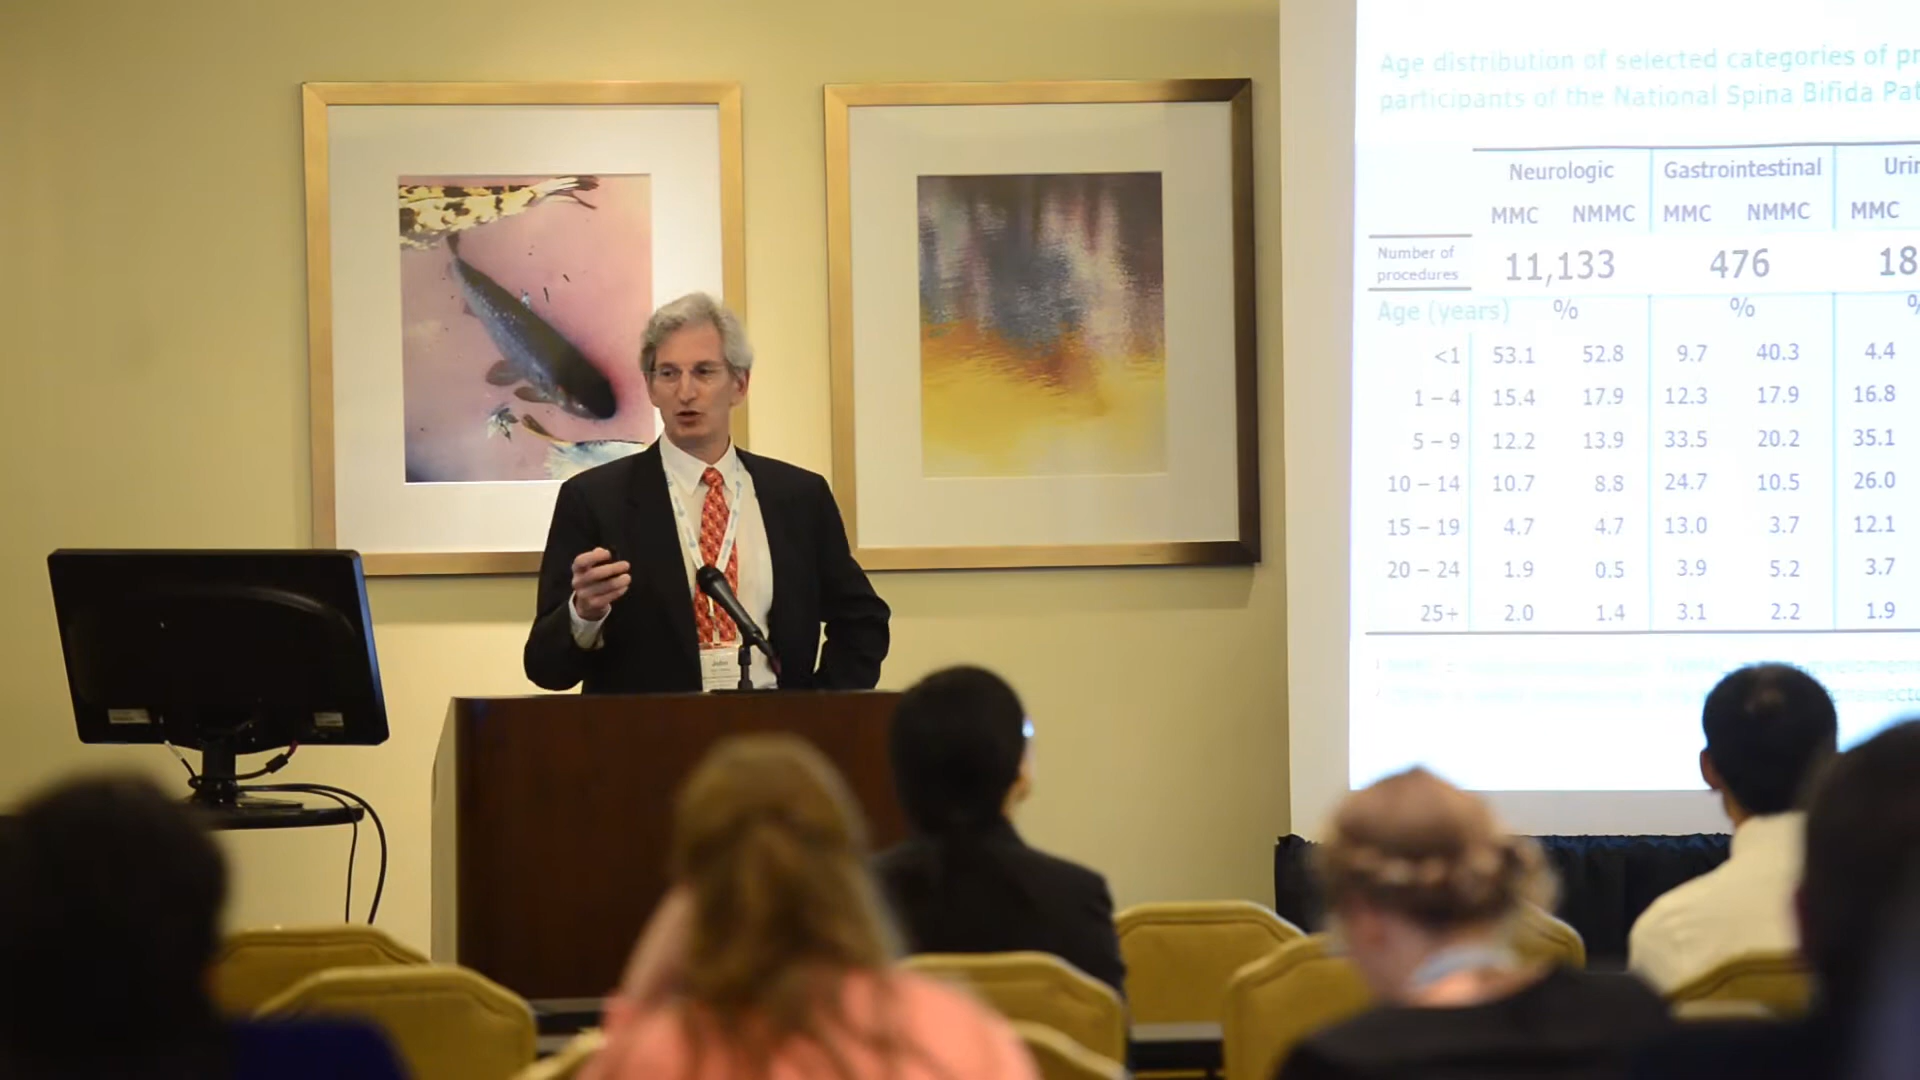 Age distribution of selected categories of pr
participants of the National Spina Bifida Pat
Neurologic Gastrointestinal Urin
MMC NMMC MMC NMMC MMC
Number of procedures 11,133 476 18
Age (years) % % %
<1 53.1 52.8 9.7 40.3 4.4
1 – 4 15.4 17.9 12.3 17.9 16.8
5 – 9 12.2 13.9 33.5 20.2 35.1
10 – 14 10.7 8.8 24.7 10.5 26.0
15 – 19 4.7 4.7 13.0 3.7 12.1
20 – 24 1.9 0.5 3.9 5.2 3.7
25+ 2.0 1.4 3.1 2.2 1.9
John